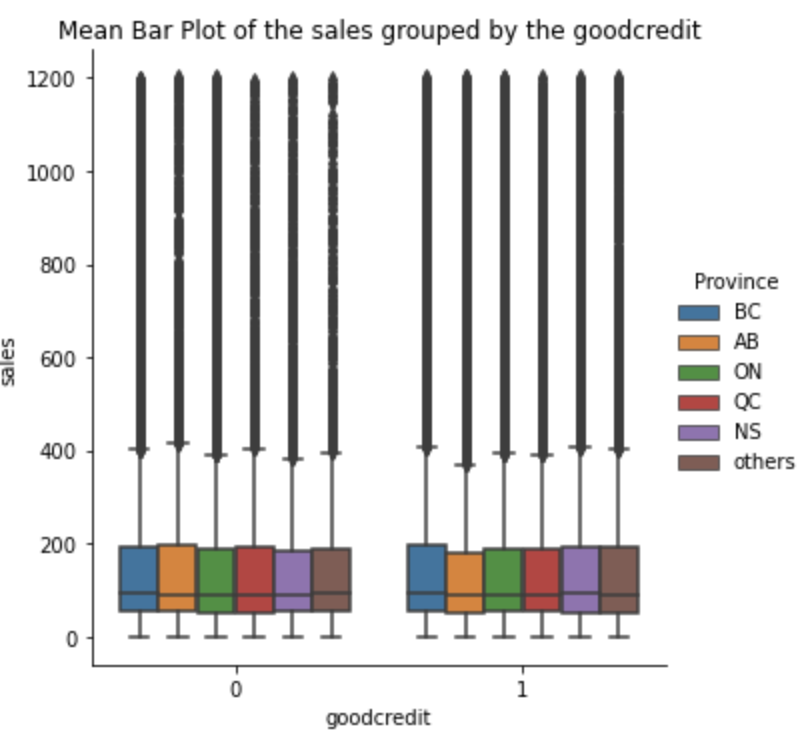 Mean Bar Plot of the sales grouped by the goodcredit
1200
1000
800
600
400
200
0
sales
0
1
goodcredit
Province
BC
AB
ON
QC
NS
others